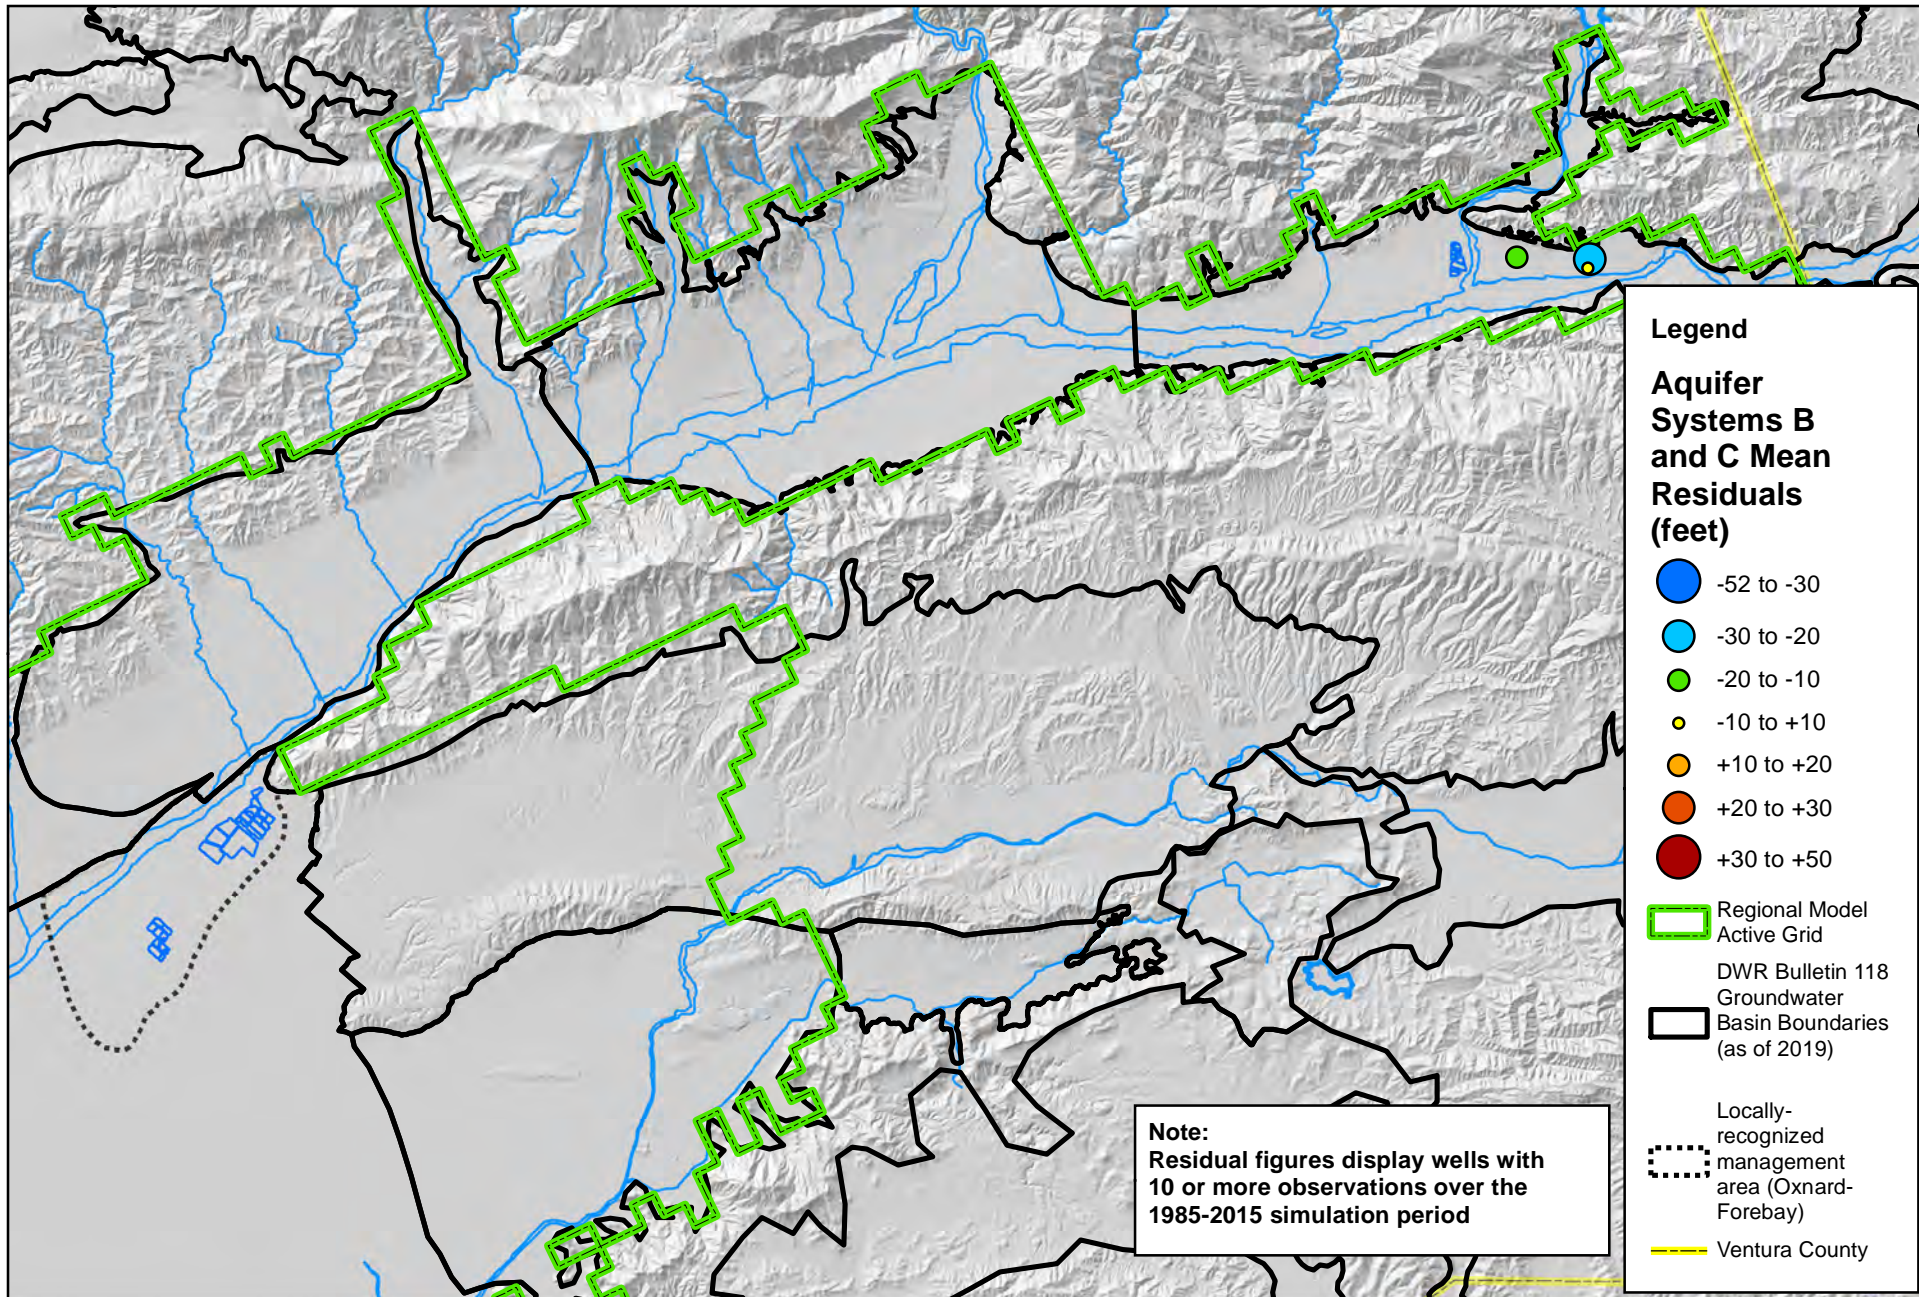 Legend
Aquifer
Systems B
and C Mean
Residuals
(feet)
-52 to -30
-30 to -20
-20 to -10
-10 to +10
+10 to +20
+20 to +30
+30 to +50
Regional Model
Active Grid
DWR Bulletin 118
Groundwater
Basin Boundaries
(as of 2019)
Locally-
recognized
management
area (Oxnard-
Forebay)
Ventura County
Note:
Residual figures display wells with
10 or more observations over the
1985-2015 simulation period